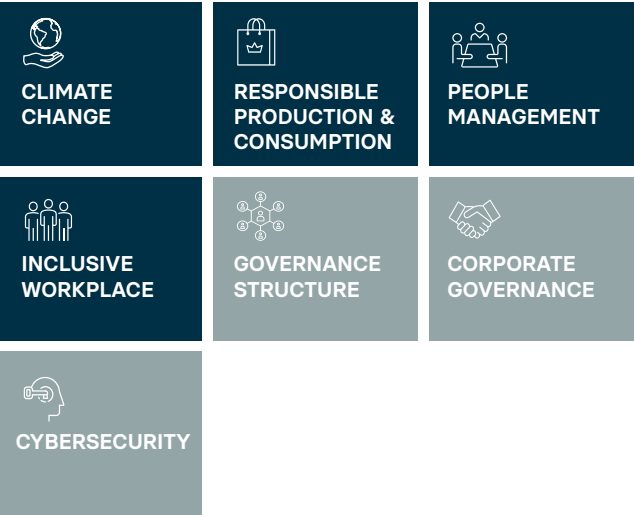 CLIMATE
CHANGE
RESPONSIBLE
PRODUCTION &
CONSUMPTION
PEOPLE
MANAGEMENT
INCLUSIVE
WORKPLACE
GOVERNANCE
STRUCTURE
CORPORATE
GOVERNANCE
CYBERSECURITY